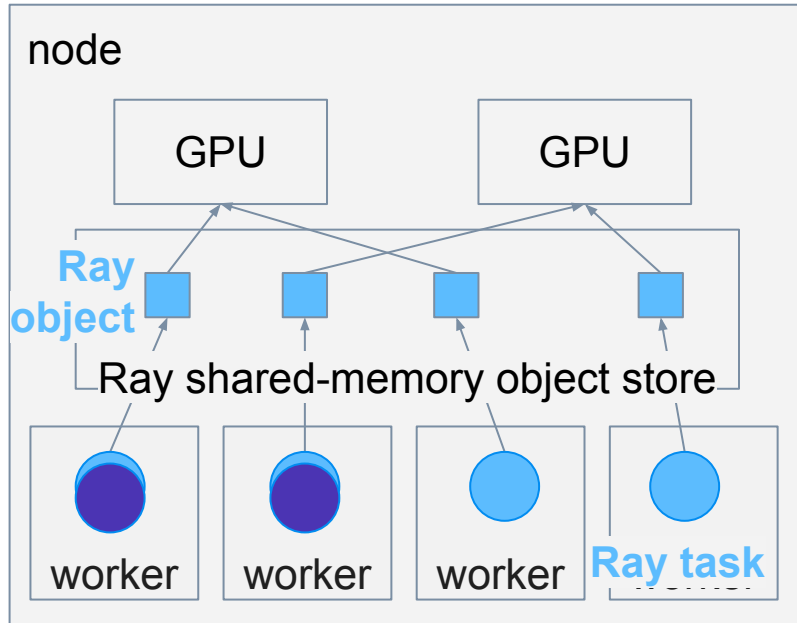 node
GPU
GPU
Ray
object
Ray shared-memory object store
worker
worker
worker
Ray task